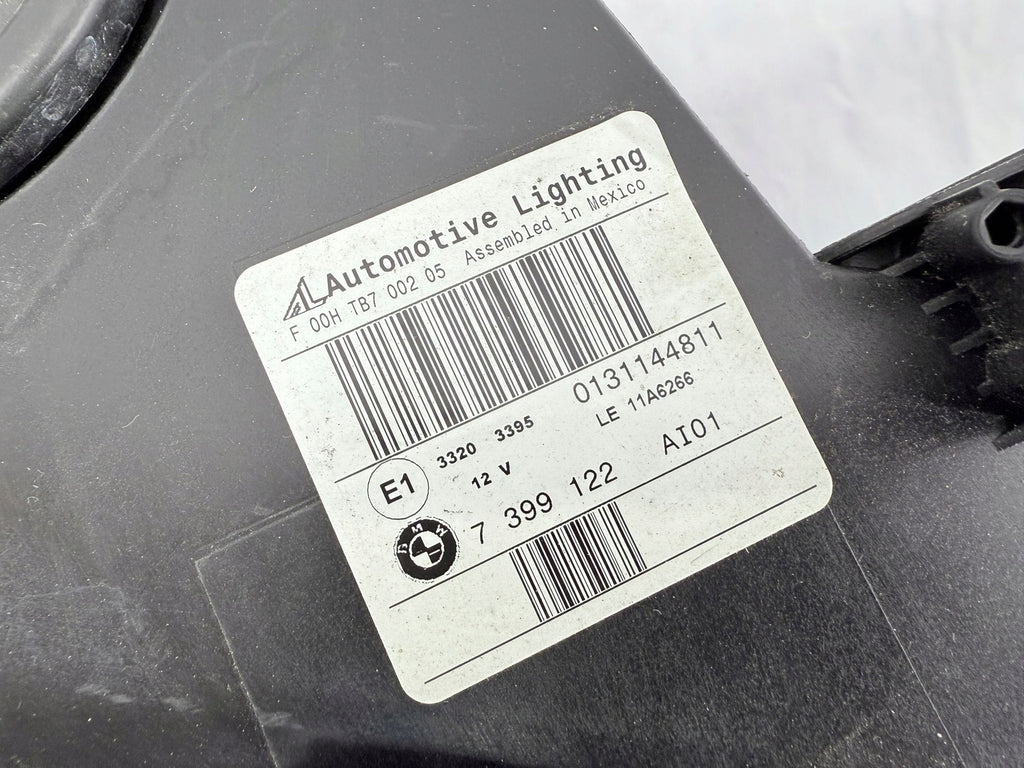 AL Automotive Lighting
F 00H TB7 002 05 Assembled in Mexico
0131144811
3320 3395
LE 11A6266
E1
12 V
BMW
7 399 122
AI01